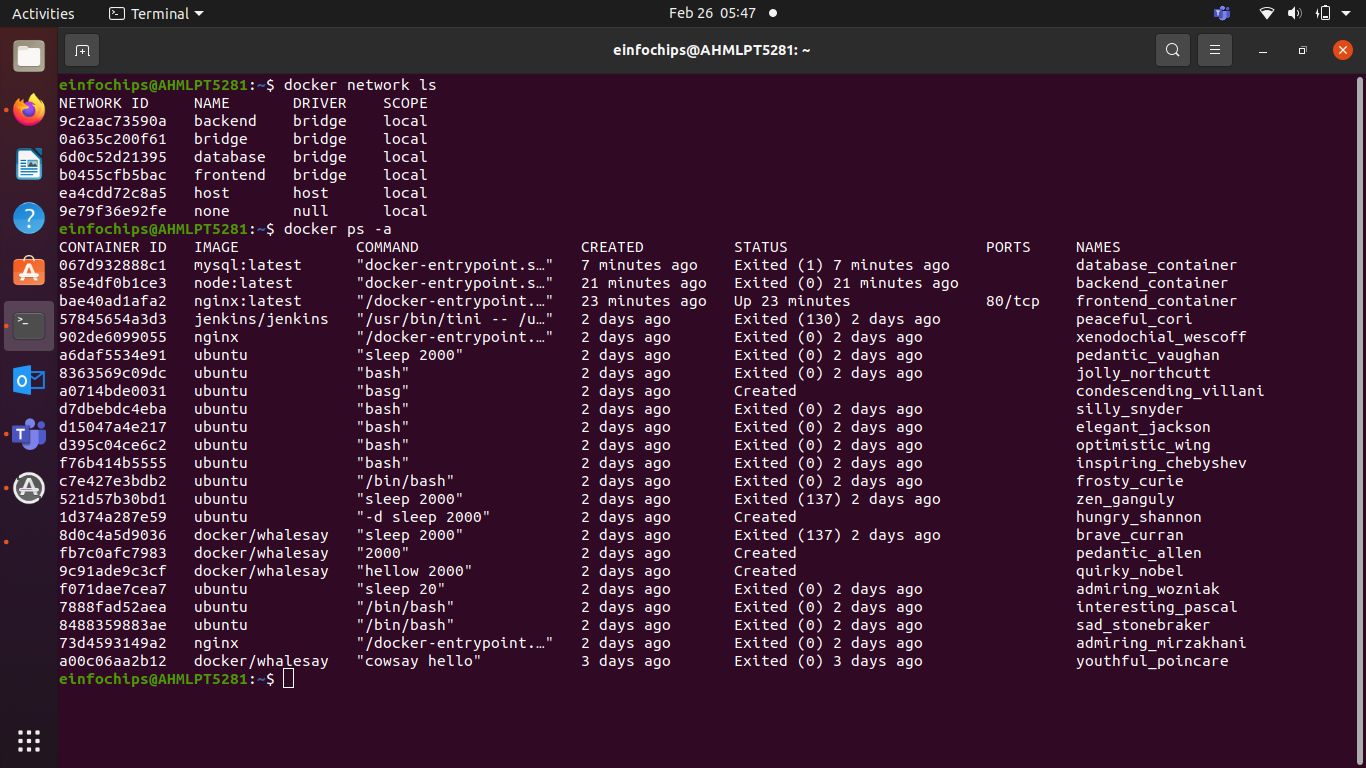 Activities Terminal Feb 26 05:47
einfochips@AHMLPT5281: ~
einfochips@AHMLPT5281:~$ docker network ls
NETWORK ID NAME DRIVER SCOPE
9c2aac73590a backend bridge local
0a635c200f61 bridge bridge local
6d0c52d21395 database bridge local
b0455cfb5bac frontend bridge local
ea4cdd72c8a5 host host local
9e79f36e92fe none null local
einfochips@AHMLPT5281:~$ docker ps -a
CONTAINER ID IMAGE COMMAND CREATED STATUS PORTS NAMES
067d932888c1 mysql:latest "docker-entrypoint.s…" 7 minutes ago Exited (1) 7 minutes ago database_container
85e4df0b1ce3 node:latest "docker-entrypoint.s…" 21 minutes ago Exited (0) 21 minutes ago backend_container
bae40ad1afa2 nginx:latest "/docker-entrypoint.…" 23 minutes ago Up 23 minutes 80/tcp frontend_container
57845654a3d3 jenkins/jenkins "/usr/bin/tini -- /u…" 2 days ago Exited (130) 2 days ago peaceful_cori
902de6099055 nginx "/docker-entrypoint.…" 2 days ago Exited (0) 2 days ago xenodochial_wescoff
a6daf5534e91 ubuntu "sleep 2000" 2 days ago Exited (0) 2 days ago pedantic_vaughan
8363569c09dc ubuntu "bash" 2 days ago Exited (0) 2 days ago jolly_northcutt
a0714bde0031 ubuntu "basg" 2 days ago Created condescending_villani
d7dbebdc4eba ubuntu "bash" 2 days ago Exited (0) 2 days ago silly_snyder
d15047a4e217 ubuntu "bash" 2 days ago Exited (0) 2 days ago elegant_jackson
d395c04ce6c2 ubuntu "bash" 2 days ago Exited (0) 2 days ago optimistic_wing
f76b414b5555 ubuntu "bash" 2 days ago Exited (0) 2 days ago inspiring_chebyshev
c7e427e3bdb2 ubuntu "/bin/bash" 2 days ago Exited (0) 2 days ago frosty_curie
521d57b30bd1 ubuntu "sleep 2000" 2 days ago Exited (137) 2 days ago zen_ganguly
1d374a287e59 ubuntu "-d sleep 2000" 2 days ago Created hungry_shannon
8d0c4a5d9036 docker/whalesay "sleep 2000" 2 days ago Exited (137) 2 days ago brave_curran
fb7c0afc7983 docker/whalesay "2000" 2 days ago Created pedantic_allen
9c91ade9c3cf docker/whalesay "hellow 2000" 2 days ago Created quirky_nobel
f071dae7cea7 ubuntu "sleep 20" 2 days ago Exited (0) 2 days ago admiring_wozniak
7888fad52aea ubuntu "/bin/bash" 2 days ago Exited (0) 2 days ago interesting_pascal
8488359883ae ubuntu "/bin/bash" 2 days ago Exited (0) 2 days ago sad_stonebraker
73d4593149a2 nginx "/docker-entrypoint.…" 2 days ago Exited (0) 2 days ago admiring_mirzakhani
a00c06aa2b12 docker/whalesay "cowsay hello" 3 days ago Exited (0) 3 days ago youthful_poincare
einfochips@AHMLPT5281:~$